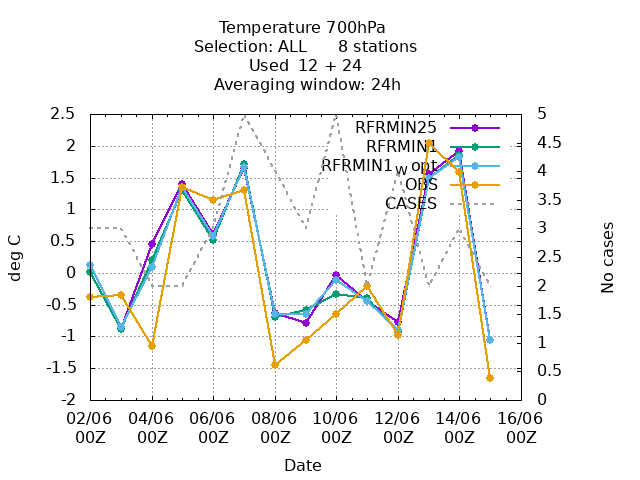 Temperature 700hPa
Selection: ALL 8 stations
Used 12 + 24
Averaging window: 24h
RFRMIN25
RFRMIN1
RFRMIN1w opt
OBS
CASES
2.5
2
1.5
1
0.5
0
-0.5
-1
-1.5
-2
deg C
5
4.5
4
3.5
3
2.5
2
1.5
1
0.5
0
No cases
02/06 04/06 06/06 08/06 10/06 12/06 14/06 16/06
00Z 00Z 00Z 00Z 00Z 00Z 00Z 00Z
Date